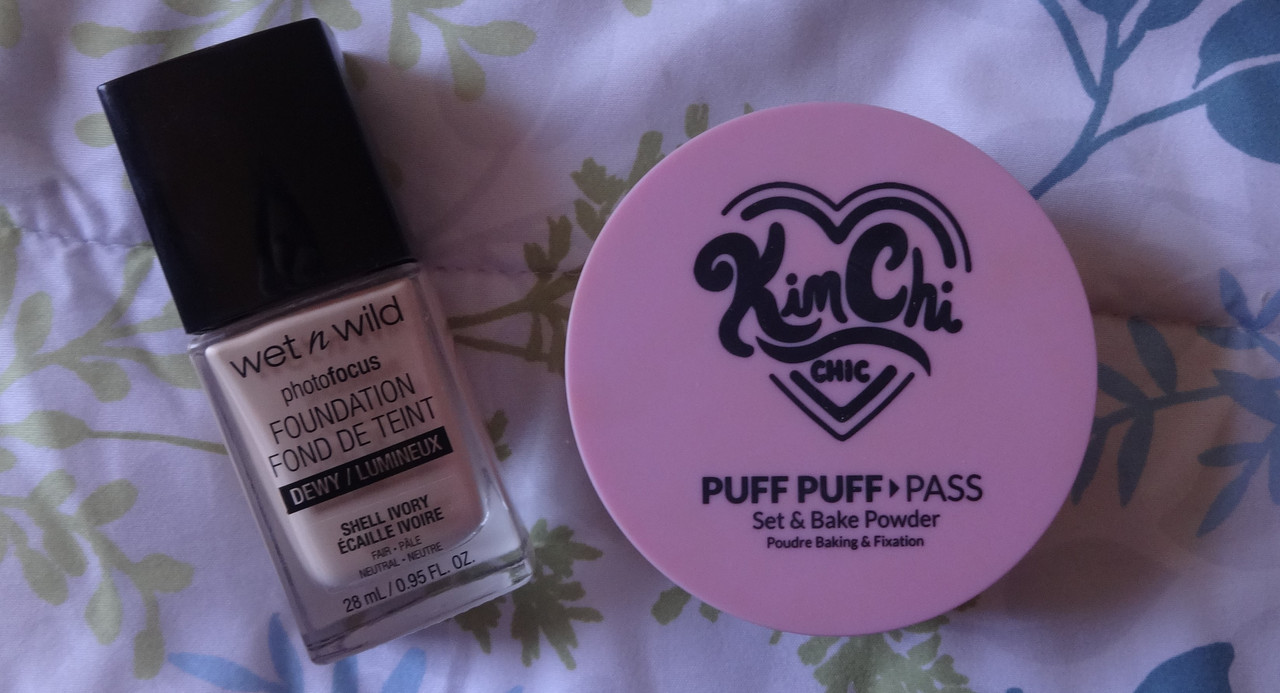 wet n wild
photofocus
FOUNDATION
FOND DE TEINT
DEWY / LUMINEUX
SHELL IVORY
ÉCAILLE IVOIRE
FAIR - PÂLE
NEUTRAL - NEUTRE
28 mL / 0.95 FL. OZ.
KimChi
CHIC
PUFF PUFF PASS
Set & Bake Powder
Poudre Baking & Fixation